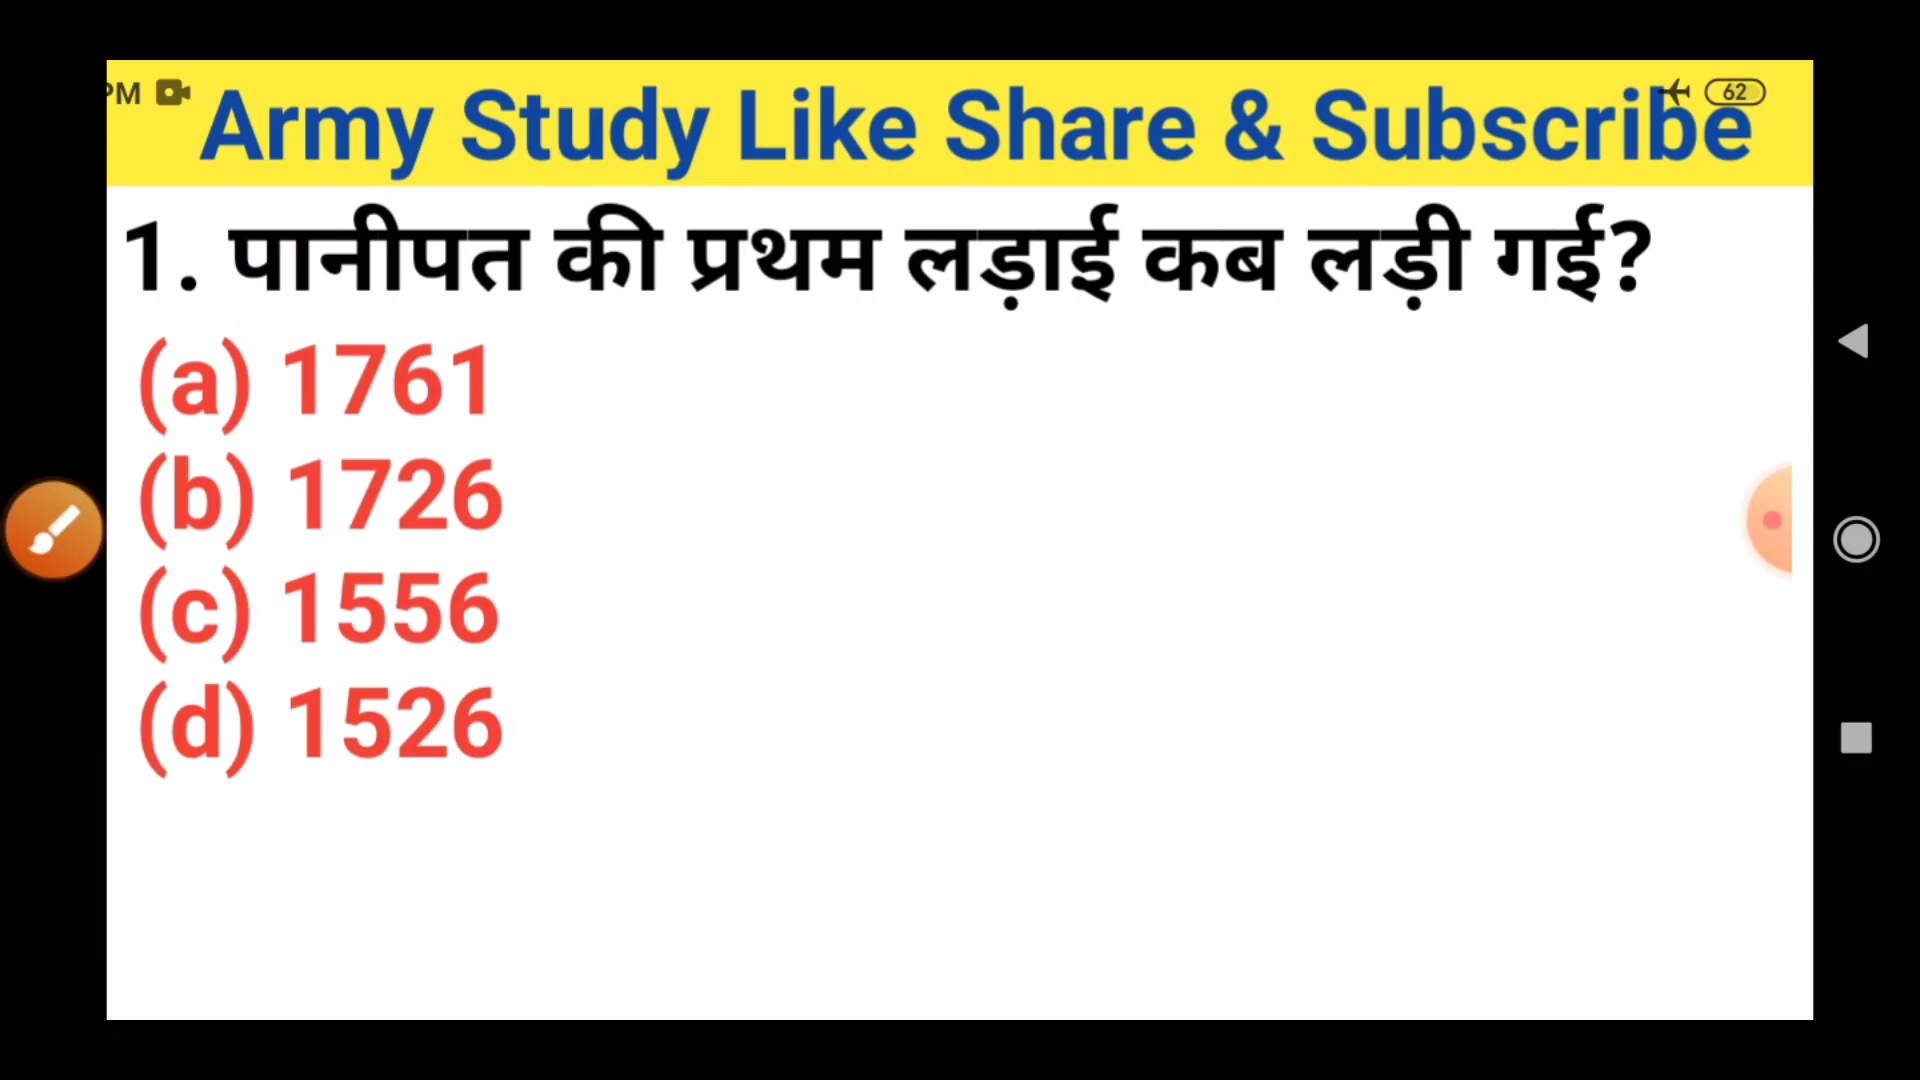 PM
62
Army Study Like Share & Subscribe
1. पानीपत की प्रथम लड़ाई कब लड़ी गई?
(a) 1761
(b) 1726
(c) 1556
(d) 1526